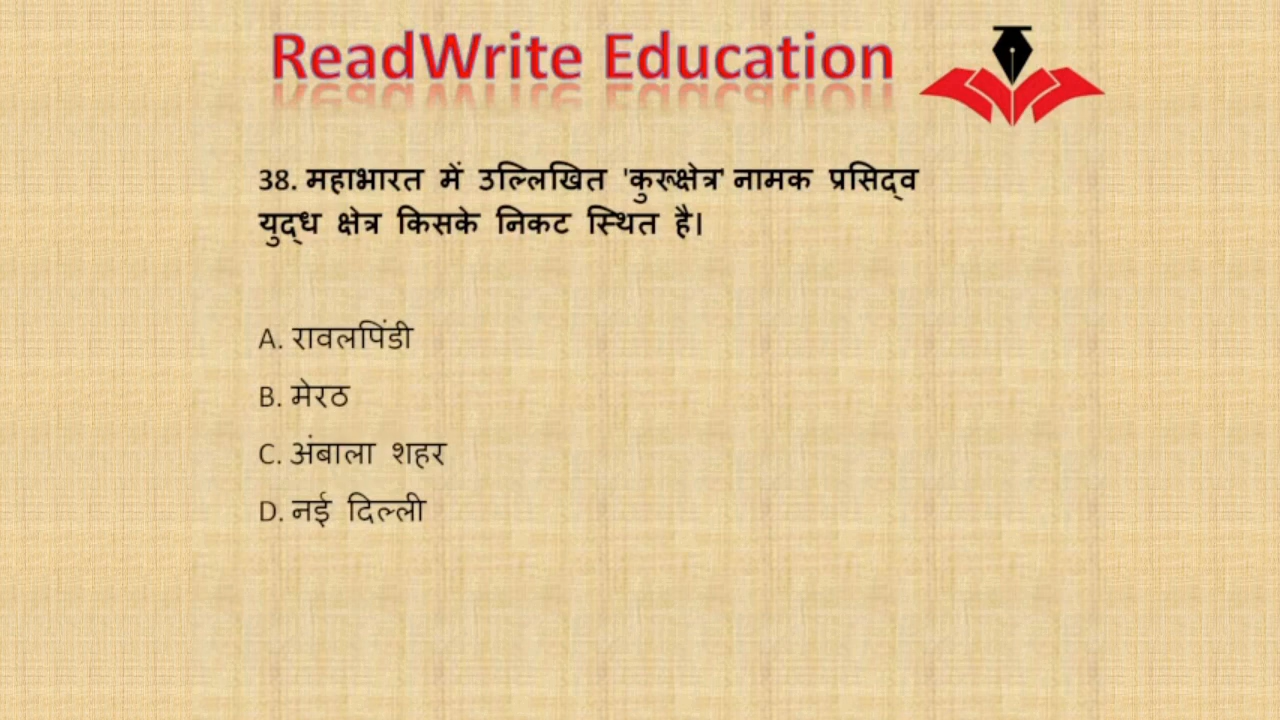 ReadWrite Education
38. महाभारत में उल्लिखित 'कुरूक्षेत्र' नामक प्रसिद्व
युद्ध क्षेत्र किसके निकट स्थित है।
A. रावलपिंडी
B. मेरठ
C. अंबाला शहर
D. नई दिल्ली